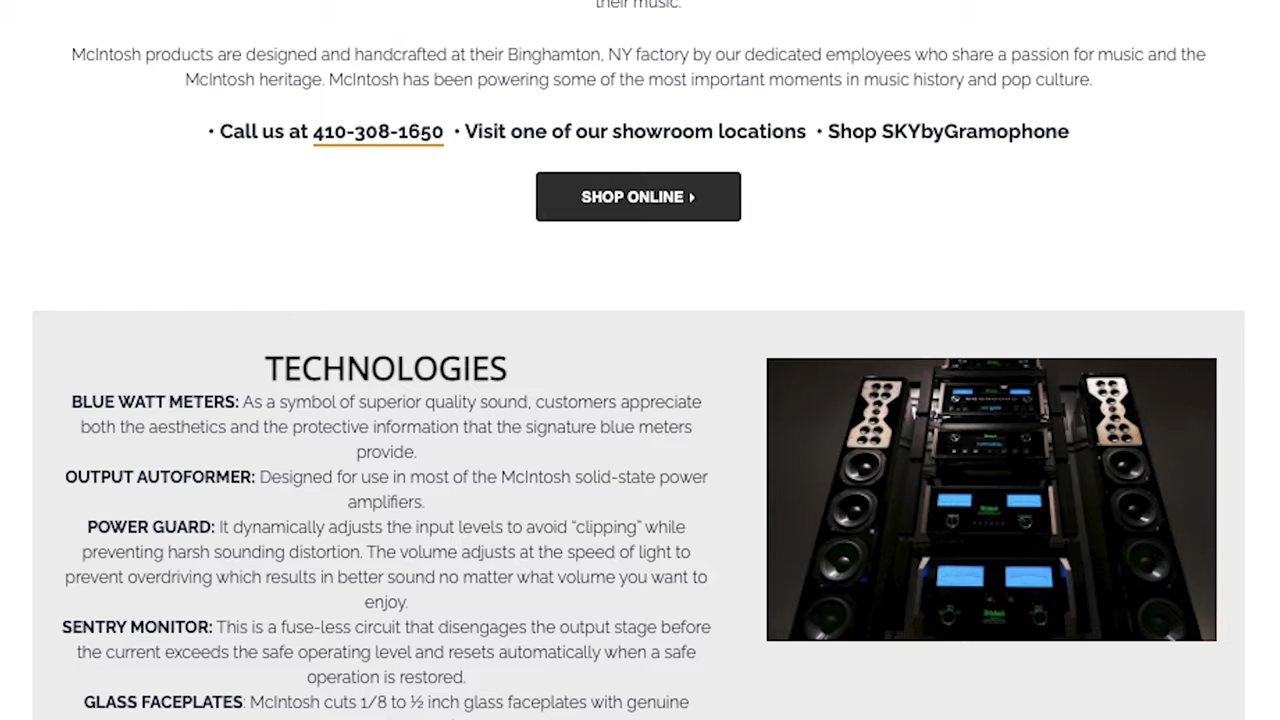 their music.
McIntosh products are designed and handcrafted at their Binghamton, NY factory by our dedicated employees who share a passion for music and the
McIntosh heritage. McIntosh has been powering some of the most important moments in music history and pop culture.
• Call us at 410-308-1650 • Visit one of our showroom locations • Shop SKYbyGramophone
SHOP ONLINE
TECHNOLOGIES
BLUE WATT METERS: As a symbol of superior quality sound, customers appreciate
both the aesthetics and the protective information that the signature blue meters
provide.
OUTPUT AUTOFORMER: Designed for use in most of the McIntosh solid-state power
amplifiers.
POWER GUARD: It dynamically adjusts the input levels to avoid “clipping” while
preventing harsh sounding distortion. The volume adjusts at the speed of light to
prevent overdriving which results in better sound no matter what volume you want to
enjoy.
SENTRY MONITOR: This is a fuse-less circuit that disengages the output stage before
the current exceeds the safe operating level and resets automatically when a safe
operation is restored.
GLASS FACEPLATES: McIntosh cuts 1/8 to ½ inch glass faceplates with genuine